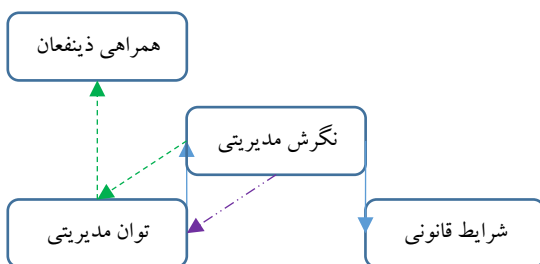 همراهی ذینفعان
نگرش مدیریتی
توان مدیریتی
شرایط قانونی